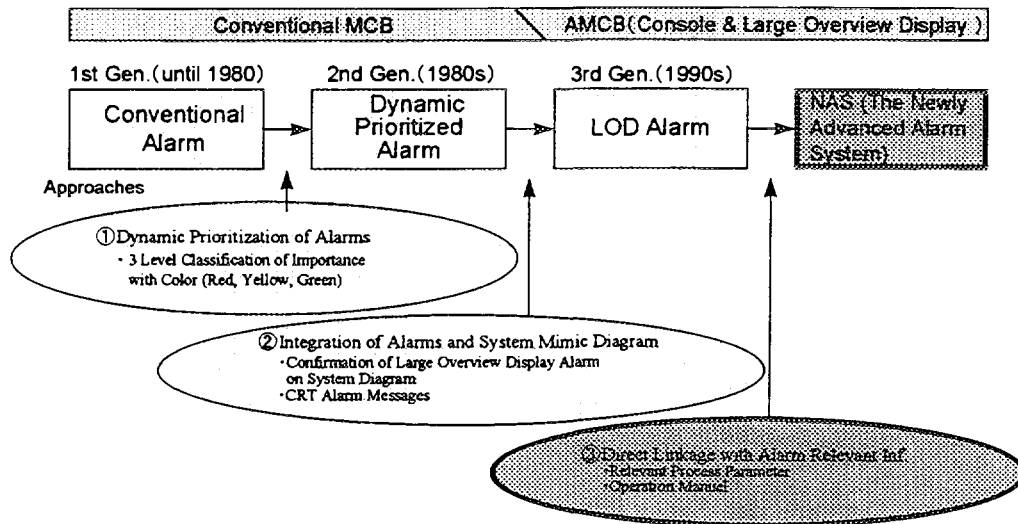 Conventional MCB
AMCB(Console & Large Overview Display )
1st Gen.(until 1980)
2nd Gen.(1980s)
3rd Gen.(1990s)
Conventional
Alarm
Dynamic
Prioritized
Alarm
LOD Alarm
NAS (The Newly
Advanced Alarm
System)
Approaches
①Dynamic Prioritization of Alarms
・3 Level Classification of Importance
with Color (Red, Yellow, Green)
②Integration of Alarms and System Mimic Diagram
・Confirmation of Large Overview Display Alarm
on System Diagram
・CRT Alarm Messages
③Direct Linkage with Alarm Relevant Inf.
・Relevant Process Parameter
・Operation Manuel